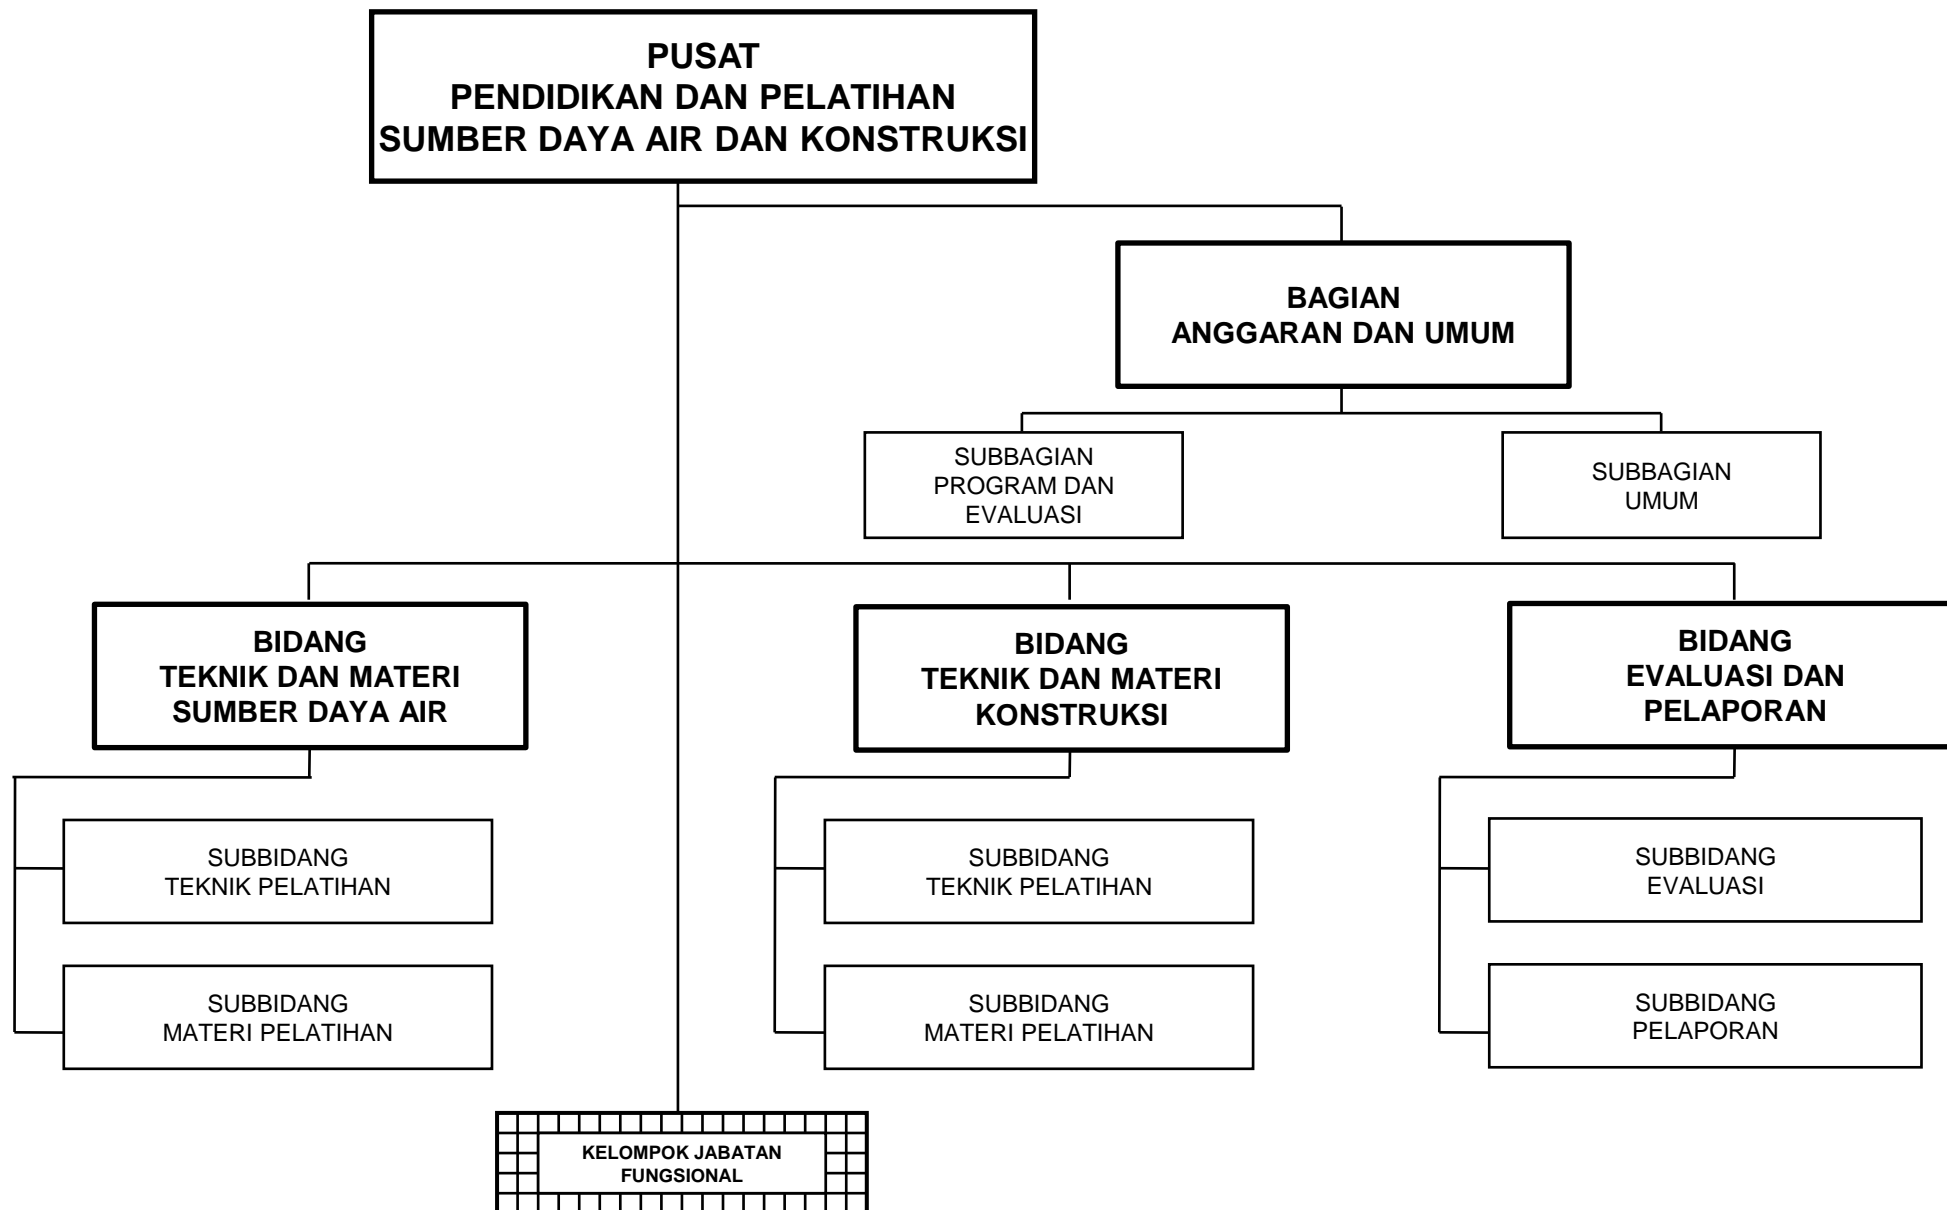 PUSAT
PENDIDIKAN DAN PELATIHAN
SUMBER DAYA AIR DAN KONSTRUKSI
BAGIAN
ANGGARAN DAN UMUM
SUBBAGIAN
PROGRAM DAN
EVALUASI
SUBBAGIAN
UMUM
BIDANG
TEKNIK DAN MATERI
SUMBER DAYA AIR
BIDANG
TEKNIK DAN MATERI
KONSTRUKSI
BIDANG
EVALUASI DAN
PELAPORAN
SUBBIDANG
TEKNIK PELATIHAN
SUBBIDANG
TEKNIK PELATIHAN
SUBBIDANG
EVALUASI
SUBBIDANG
MATERI PELATIHAN
SUBBIDANG
MATERI PELATIHAN
SUBBIDANG
PELAPORAN
KELOMPOK JABATAN
FUNGSIONAL